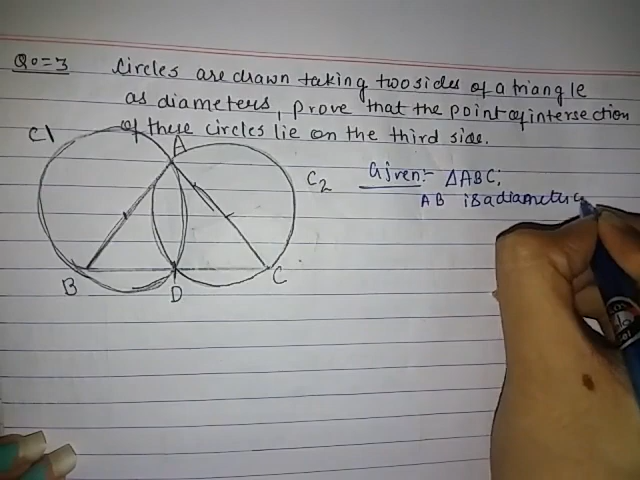 Qo=3 Circles are drawn taking two sides of a triangle
as diameters, prove that the point of intersection
of these circles lie on the third side.
C1
A
C2
Given:- ΔABC;
AB is a diameter
B
D
C